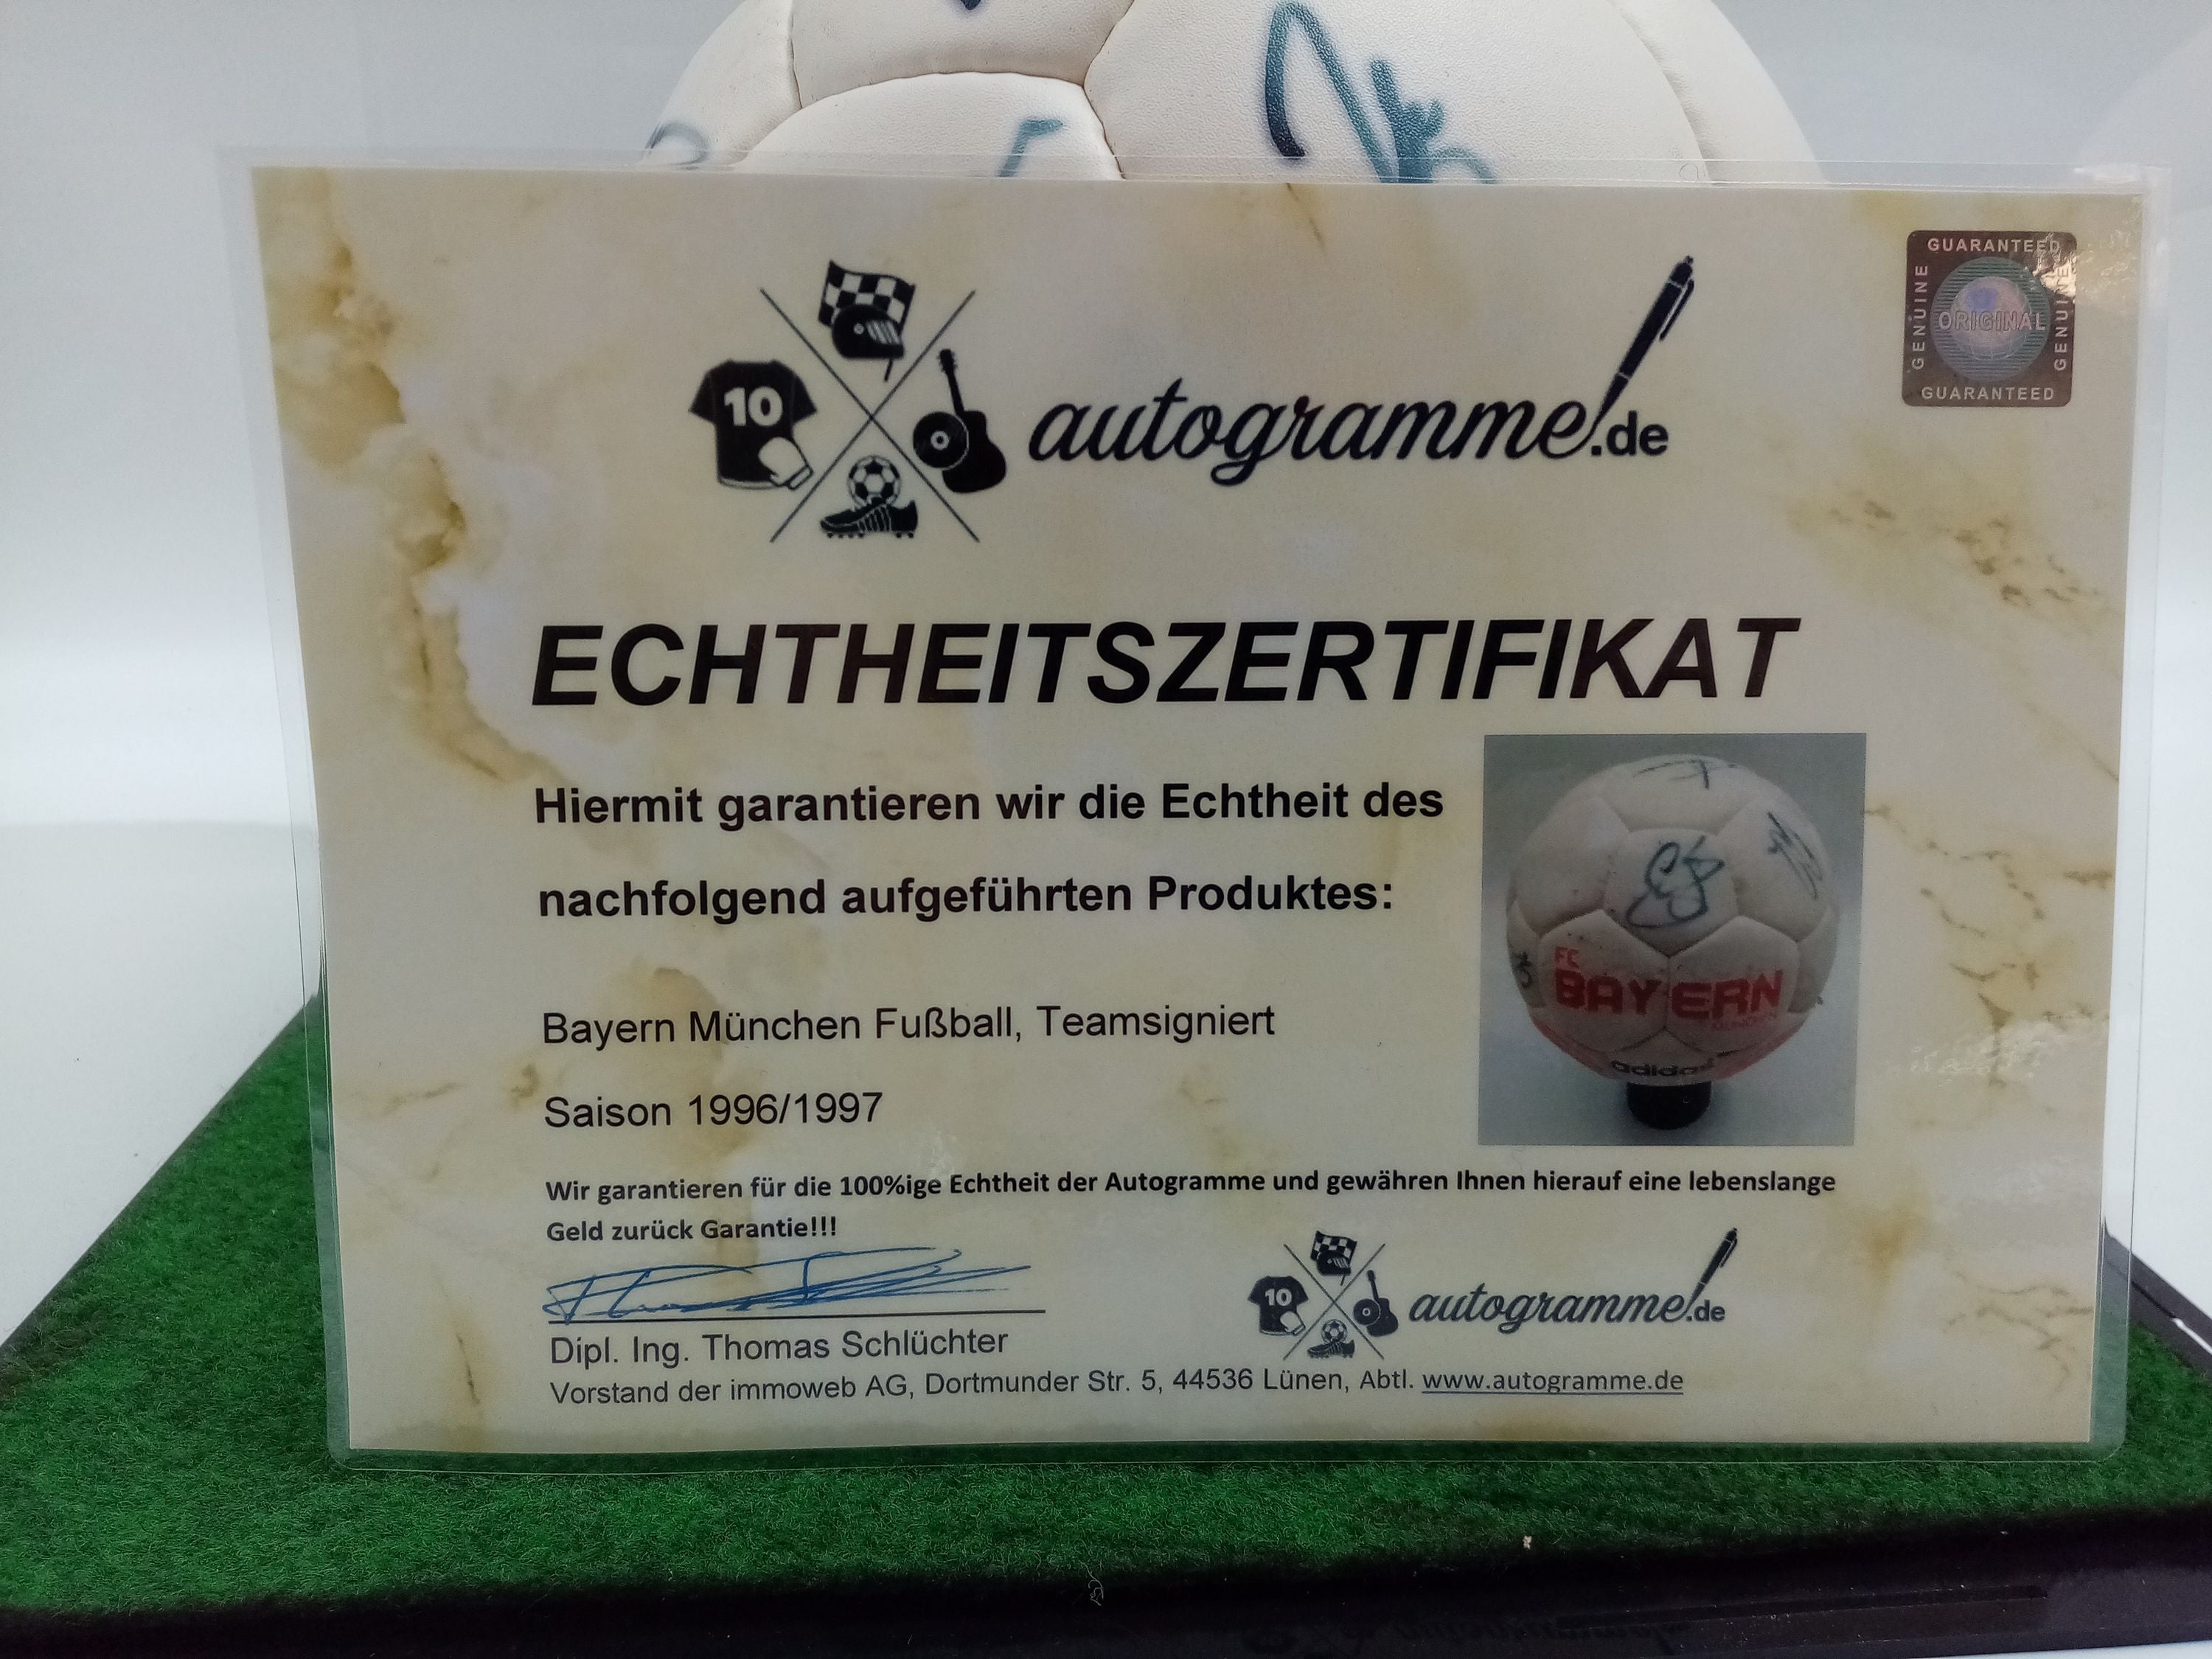 GUARANTEED
GENUINE
ORIGINAL
GENUINE
GUARANTEED
10
autogramme.de
ECHTHEITSZERTIFIKAT
Hiermit garantieren wir die Echtheit des
nachfolgend aufgeführten Produktes:
FC
BAYERN
adidas
Bayern München Fußball, Teamsigniert
Saison 1996/1997
Wir garantieren für die 100%ige Echtheit der Autogramme und gewähren Ihnen hierauf eine lebenslange
Geld zurück Garantie!!!
10
autogramme.de
Dipl. Ing. Thomas Schlüchter
Vorstand der immoweb AG, Dortmunder Str. 5, 44536 Lünen, Abtl. www.autogramme.de